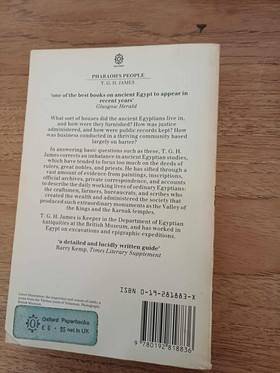 PHARAOH'S PEOPLE
T. G. H. JAMES
'one of the best books on ancient Egypt to appear in
recent years'
Glasgow Herald
What sort of houses did the ancient Egyptians live in,
and how were they furnished? How was justice
administered, and how were public records kept? How
was business conducted in a thriving community based
largely on barter?
In answering basic questions such as these, T. G. H.
James corrects an imbalance in ancient Egyptian studies,
which have tended to focus too much on the deeds of
rulers, great nobles, and priests. He has sifted through a
vast amount of evidence from paintings, inscriptions,
official archives, private correspondence, and accounts
to describe the daily working lives of ordinary Egyptians:
the craftsmen, farmers, bureaucrats, and scribes who
created the wealth and administered the society that
produced such extraordinary monuments as the Valley of
the Kings and the Karnak temples.
T. G. H. James is Keeper in the Department of Egyptian
Antiquities at the British Museum, and has worked in
Egypt on excavations and epigraphic expeditions.
'a detailed and lucidly written guide'
Barry Kemp, Times Literary Supplement
ISBN 0-19-281883-X
Oxford Paperbacks
net in UK
9 780192 818836